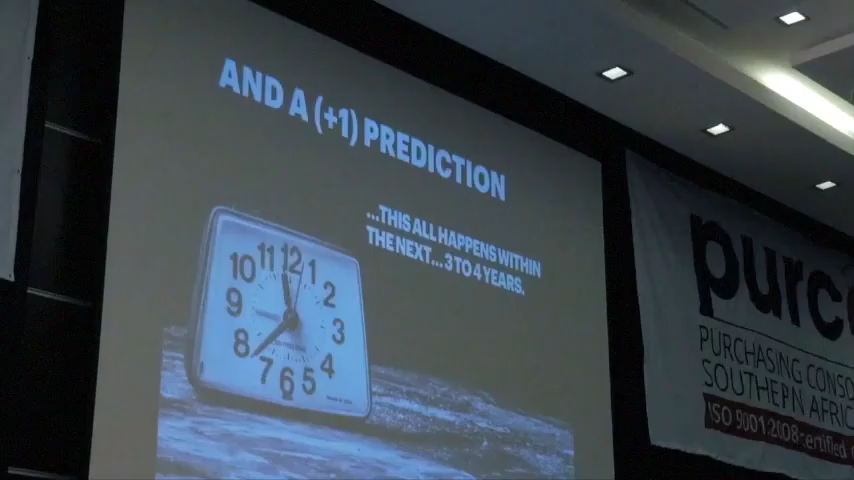 AND A (+1) PREDICTION
...THIS ALL HAPPENS WITHIN
THE NEXT... 3 TO 4 YEARS.
11 12 1
10 2
9 3
8 4
7 6 5
purc
PURCHASING CONSO
SOUTHERN AFRIC
ISO 9001:2008 certified